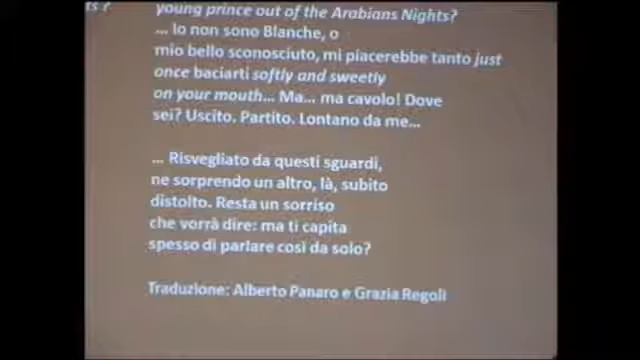 ts ?
young prince out of the Arabians Nights?
... Io non sono Blanche, o
mio bello sconosciuto, mi piacerebbe tanto just
once baciarti softly and sweetly
on your mouth... Ma... ma cavolo! Dove
sei? Uscito. Partito. Lontano da me...
... Risvegliato da questi sguardi,
ne sorprendo un altro, là, subito
distolto. Resta un sorriso
che vorrà dire: ma ti capita
spesso di parlare così da solo?
Traduzione: Alberto Panaro e Grazia Regoli